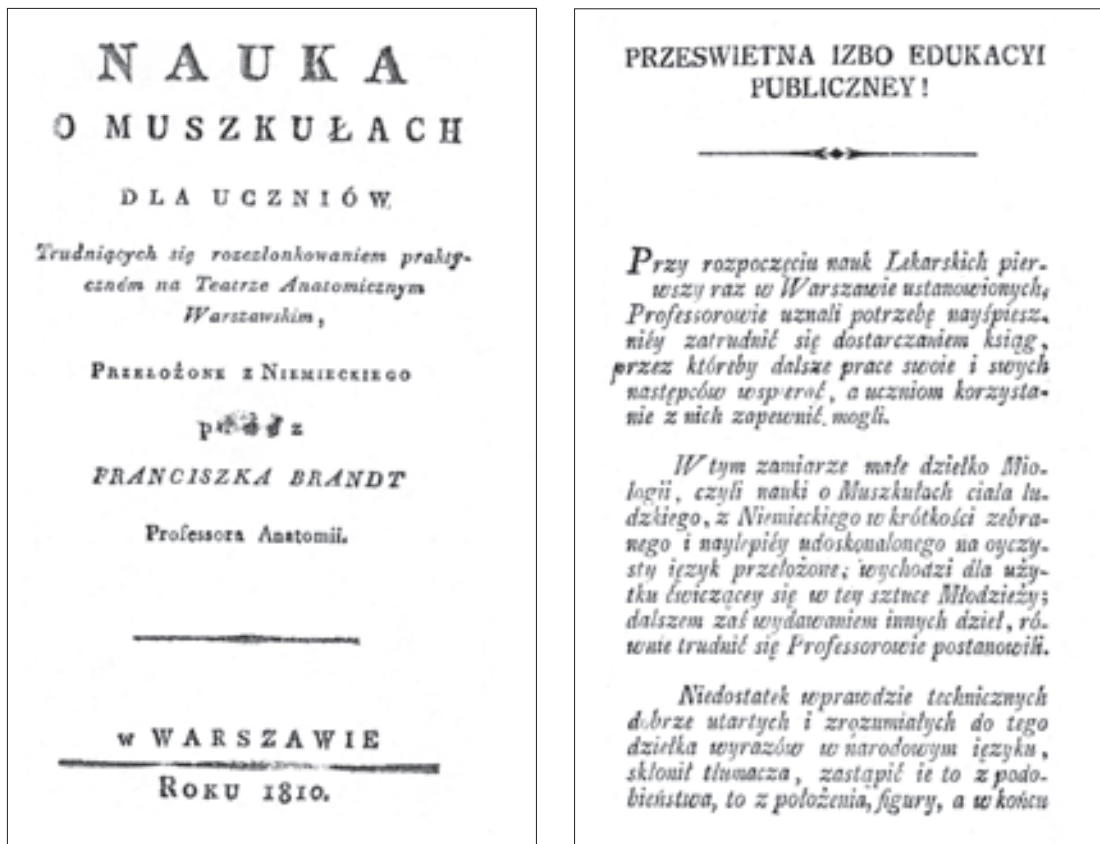 NAUKA
O MUSZKUŁACH
DLA UCZNIÓW
Trudniących się rozczłonkowaniem prakty-
czném na Teatrze Anatomicznym
Warszawskim,
PRZEŁOŻONE Z NIEMIECKIEGO
przez
FRANCISZKA BRANDT
Professora Anatomii.
w WARSZAWIE
ROKU 1810.
PRZESWIETNA IZBO EDUKACYI
PUBLICZNEY!
Przy rozpoczęciu nauk Lekarskich pier-
wszy raz w Warszawie ustanowionych,
Professorowie uznali potrzebę nayśpiesz-
niéy zatrudnić się dostarczaniem ksiąg,
przez któreby dalsze prace swoie i swych
następców wspierać, a uczniom korzysta-
nie z nich zapewnić mogli.
W tym zamiarze małe dziełko Mio-
logii, czyli nauki o Muszkułach ciała lu-
dzkiego, z Niemieckiego w krótkości zebra-
nego i naylepiéy udoskonalonego na oyczy-
sty ięzyk przełożone; wychodzi dla uży-
tku ćwiczącey się w tey sztuce Młodzieży;
dalszem zaś wydawaniem innych dzieł, ró-
wnie trudnić się Professorowie postanowili.
Niedostatek wprawdzie technicznych
dobrze utartych i zrozumiałych do tego
dziełka wyrazów w narodowym ięzyku,
skłonił tłumacza, zastąpić ie to z podo-
bieństwa, to z położenia, figury, a w końcu